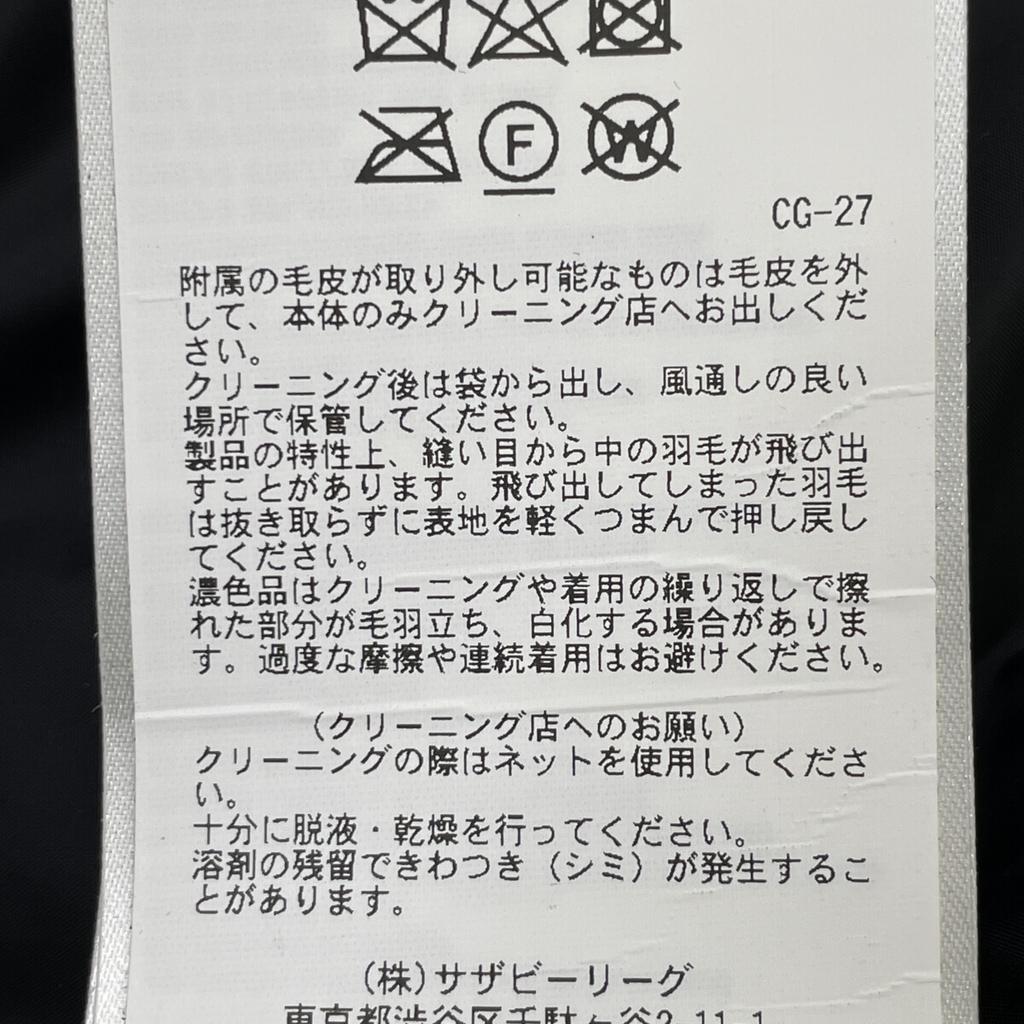 F
W
CG-27
附属の毛皮が取り外し可能なものは毛皮を外
して、本体のみクリーニング店へお出しくだ
さい。
クリーニング後は袋から出し、風通しの良い
場所で保管してください。
製品の特性上、縫い目から中の羽毛が飛び出
すことがあります。飛び出してしまった羽毛
は抜き取らずに表地を軽くつまんで押し戻し
てください。
濃色品はクリーニングや着用の繰り返しで擦
れた部分が毛羽立ち、白化する場合がありま
す。過度な摩擦や連続着用はお避けください。
(クリーニング店へのお願い)
クリーニングの際はネットを使用してくださ
い。
十分に脱液・乾燥を行ってください。
溶剤の残留できわつき(シミ)が発生するこ
とがあります。
(株)サザビーリーグ
東京都渋谷区千駄ヶ谷2-11-1